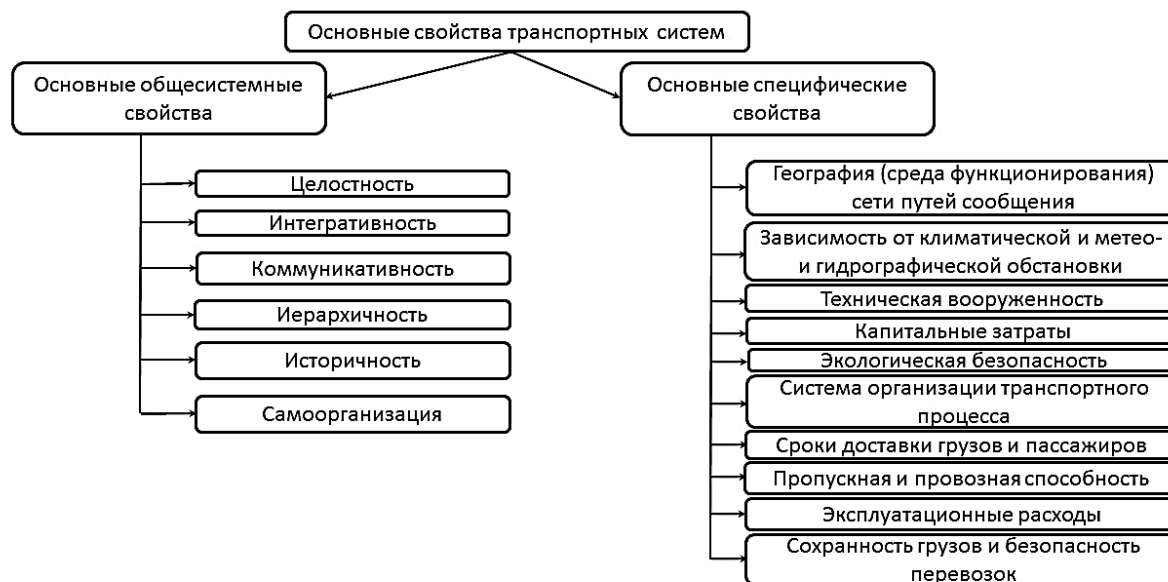 Основные свойства транспортных систем
Основные общесистемные
свойства
Целостность
Интегративность
Коммуникативность
Иерархичность
Историчность
Самоорганизация
Основные специфические
свойства
География (среда функционирования)
сети путей сообщения
Зависимость от климатической и метео-
и гидрографической обстановки
Техническая вооруженность
Капитальные затраты
Экологическая безопасность
Система организации транспортного
процесса
Сроки доставки грузов и пассажиров
Пропускная и провозная способность
Эксплуатационные расходы
Сохранность грузов и безопасность
перевозок